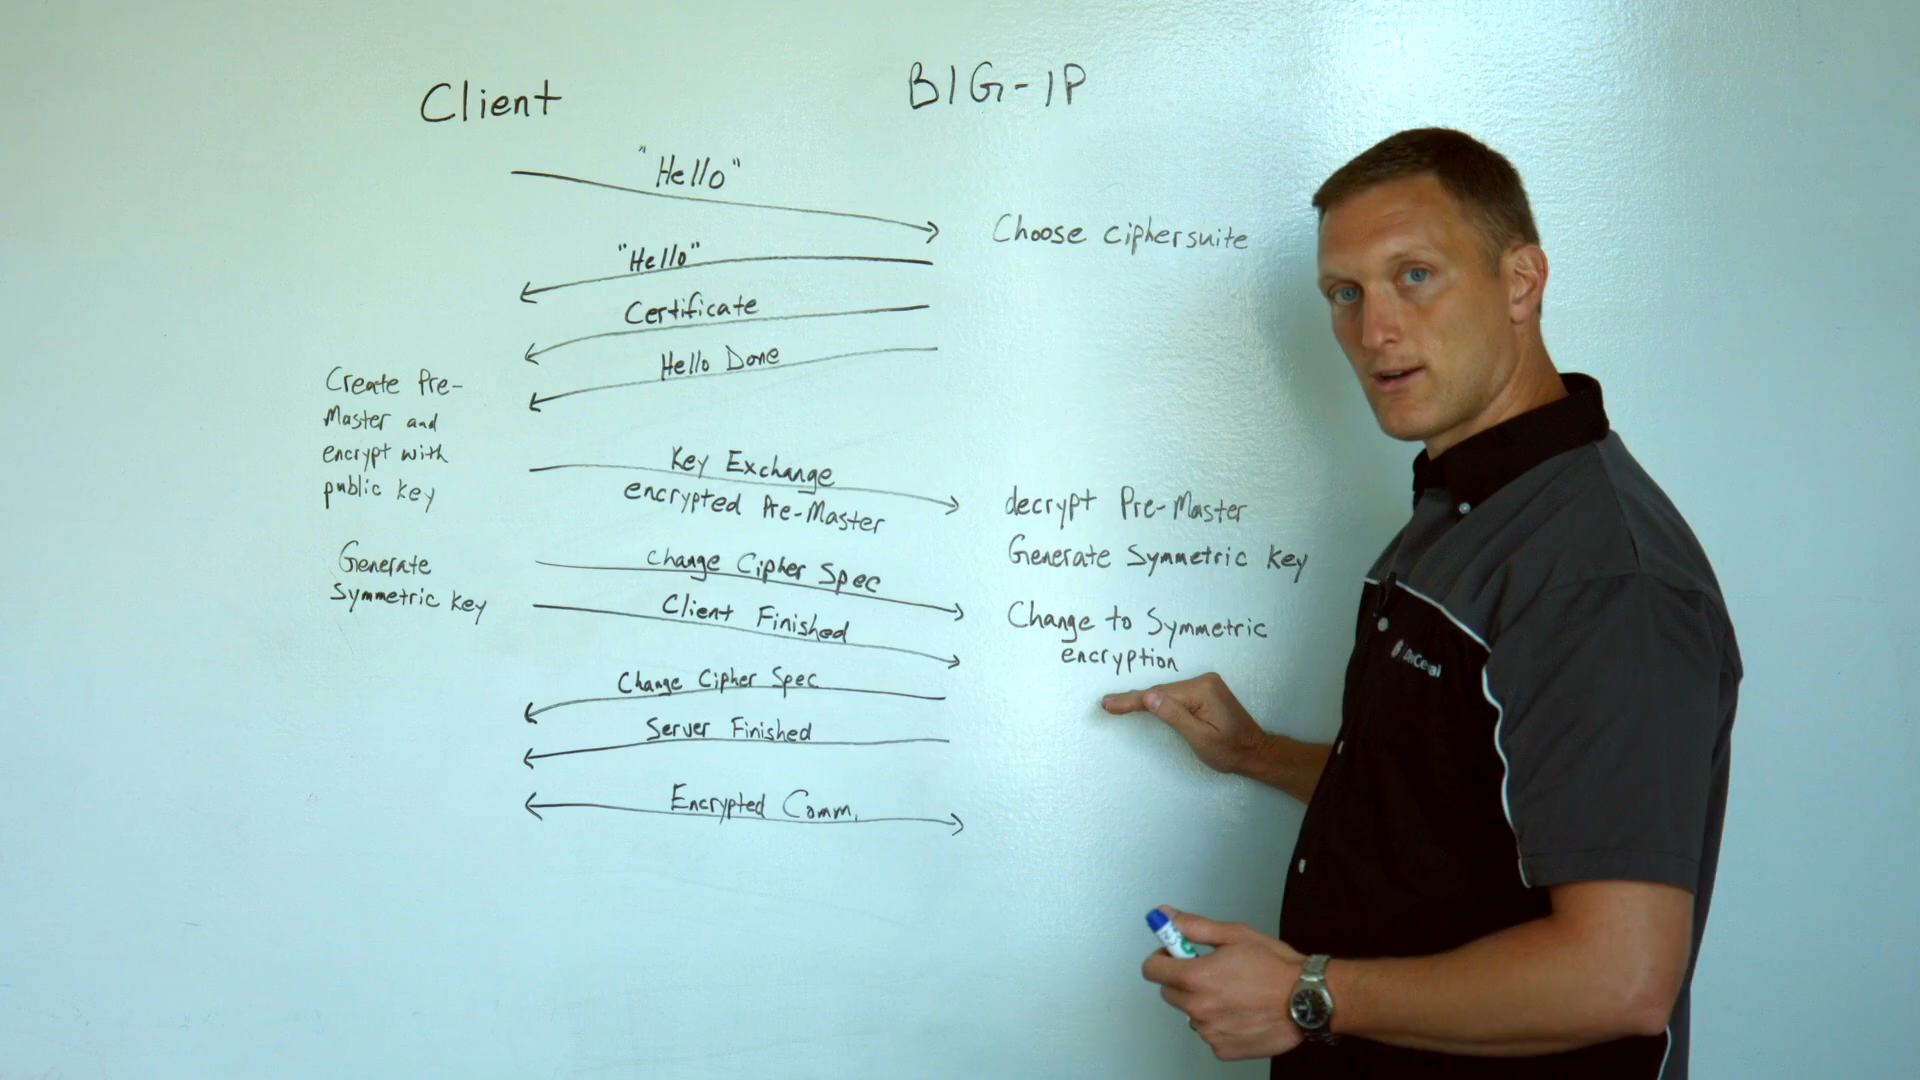 Client
BIG-IP
"Hello"
Choose ciphersuite
"Hello"
Certificate
Hello Done
Create Pre-
Master and
encrypt with
public key
Key Exchange
encrypted Pre-Master
decrypt Pre-Master
Generate Symmetric key
Generate
Symmetric key
Change Cipher Spec
Client Finished
Change to Symmetric
encryption
Change Cipher Spec
Server Finished
Encrypted Comm.